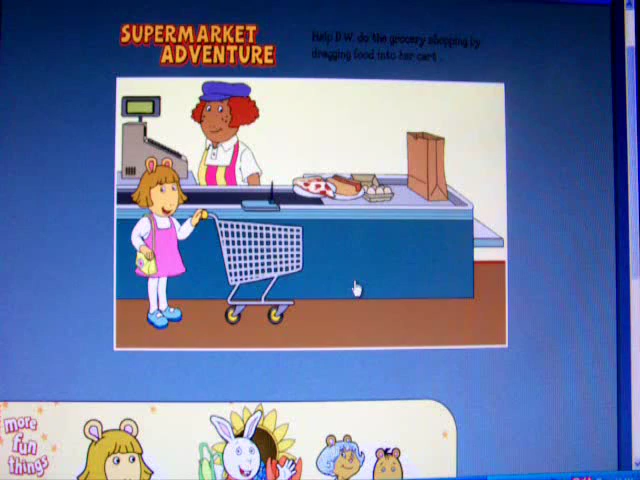 SUPERMARKET
ADVENTURE
Help D.W. do the grocery shopping by
dragging food into her cart .
more
fun
things